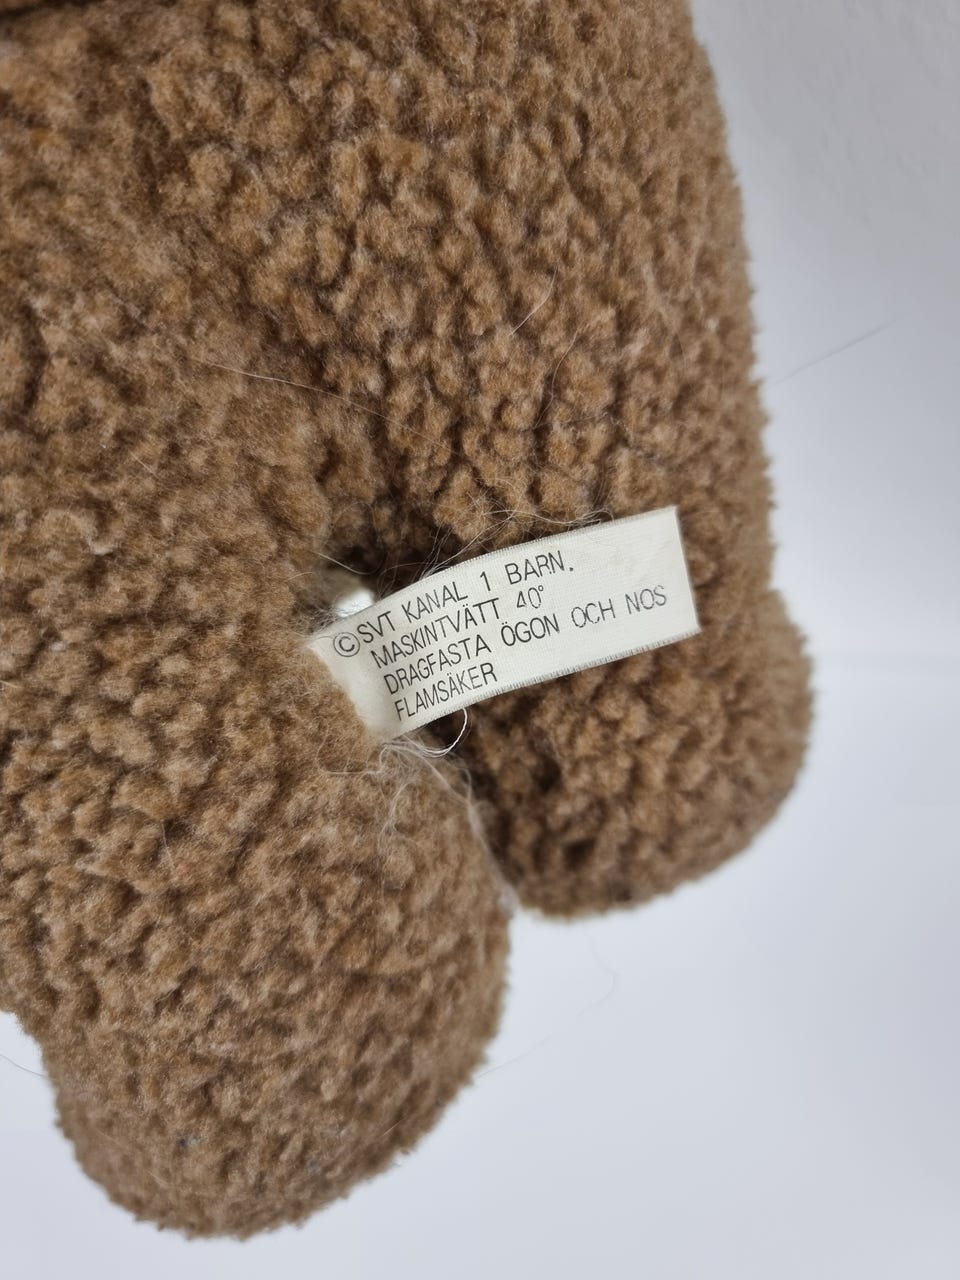 ©SVT KANAL 1 BARN.
MASKINTVÄTT 40°
DRAGFASTA ÖGON OCH NOS
FLAMSÄKER